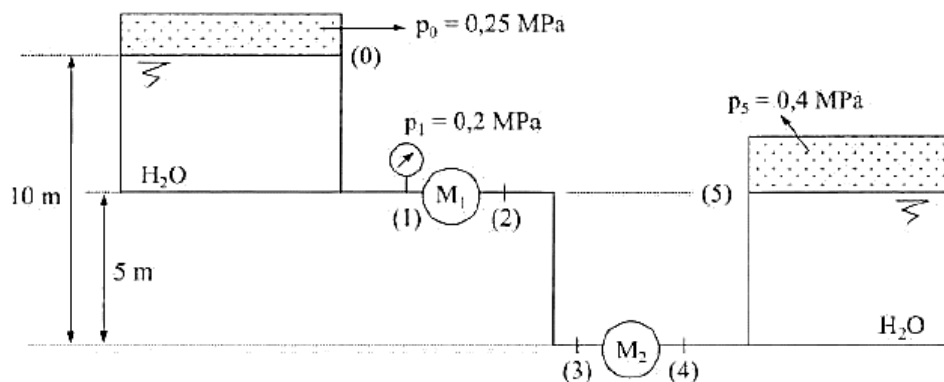 p₀ = 0,25 MPa
(0)
p₅ = 0,4 MPa
p₁ = 0,2 MPa
H₂O
10 m
M₁
(1)
(2)
(5)
5 m
H₂O
M₂
(3)
(4)